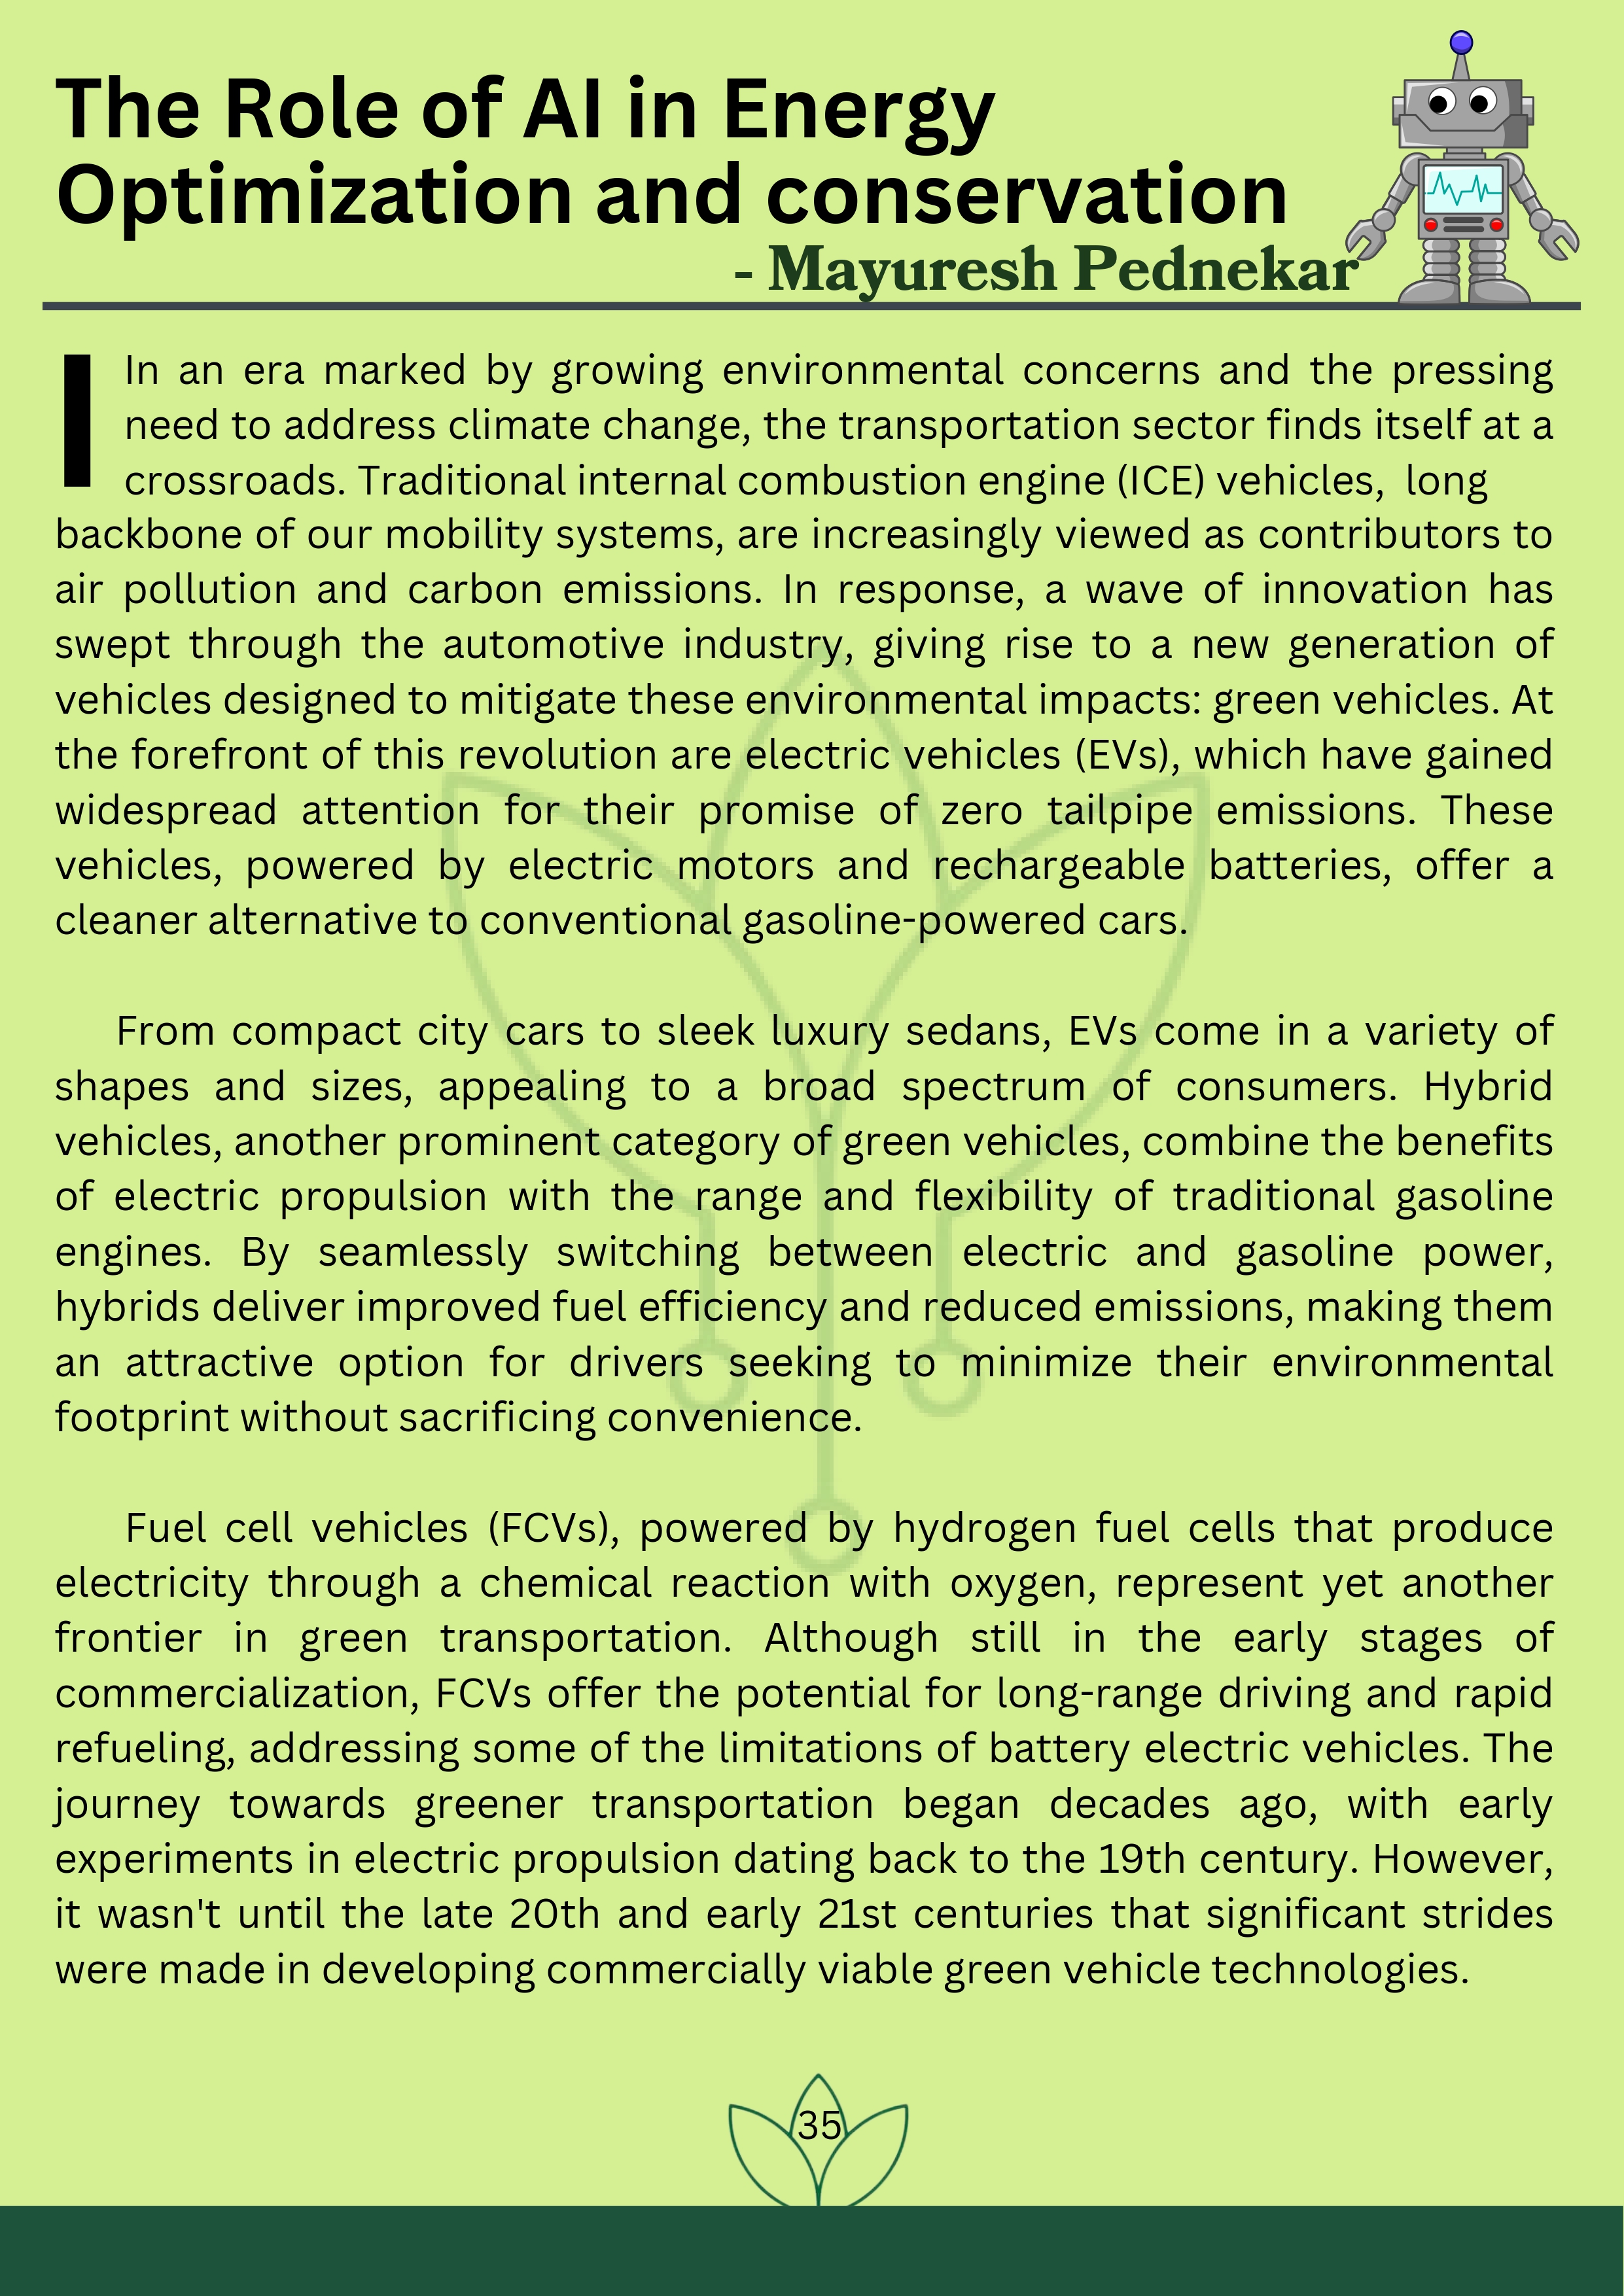 The Role of AI in Energy
Optimization and conservation
- Mayuresh Pednekar
I
In an era marked by growing environmental concerns and the pressing
need to address climate change, the transportation sector finds itself at a
crossroads. Traditional internal combustion engine (ICE) vehicles, long
backbone of our mobility systems, are increasingly viewed as contributors to
air pollution and carbon emissions. In response, a wave of innovation has
swept through the automotive industry, giving rise to a new generation of
vehicles designed to mitigate these environmental impacts: green vehicles. At
the forefront of this revolution are electric vehicles (EVs), which have gained
widespread attention for their promise of zero tailpipe emissions. These
vehicles, powered by electric motors and rechargeable batteries, offer a
cleaner alternative to conventional gasoline-powered cars.
From compact city cars to sleek luxury sedans, EVs come in a variety of
shapes and sizes, appealing to a broad spectrum of consumers. Hybrid
vehicles, another prominent category of green vehicles, combine the benefits
of electric propulsion with the range and flexibility of traditional gasoline
engines. By seamlessly switching between electric and gasoline power,
hybrids deliver improved fuel efficiency and reduced emissions, making them
an attractive option for drivers seeking to minimize their environmental
footprint without sacrificing convenience.
Fuel cell vehicles (FCVs), powered by hydrogen fuel cells that produce
electricity through a chemical reaction with oxygen, represent yet another
frontier in green transportation. Although still in the early stages of
commercialization, FCVs offer the potential for long-range driving and rapid
refueling, addressing some of the limitations of battery electric vehicles. The
journey towards greener transportation began decades ago, with early
experiments in electric propulsion dating back to the 19th century. However,
it wasn't until the late 20th and early 21st centuries that significant strides
were made in developing commercially viable green vehicle technologies.
35